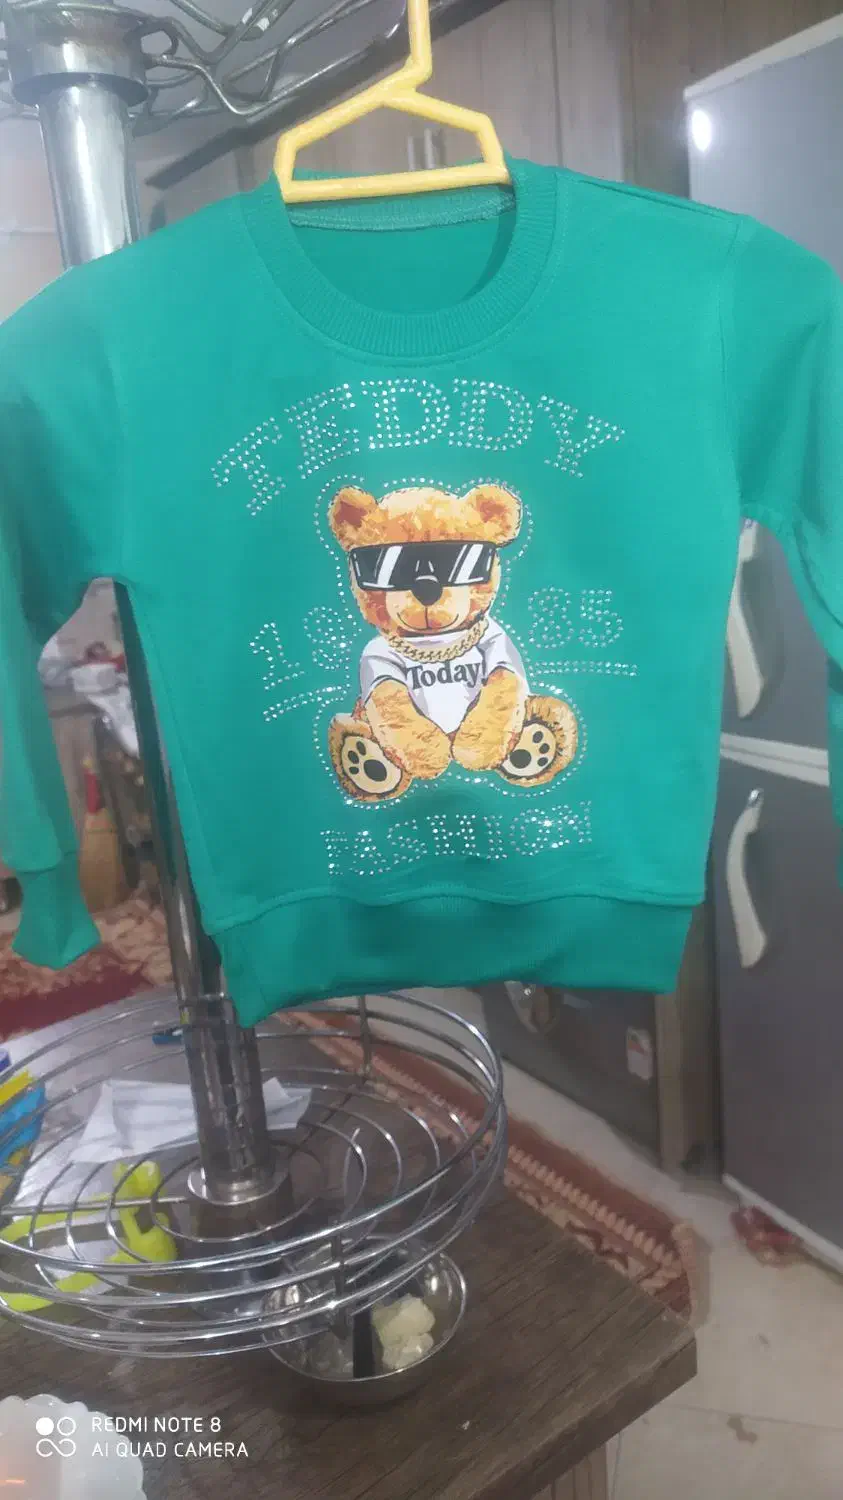 TEDDY
1985
Today!
FASHION
REDMI NOTE 8
AI QUAD CAMERA